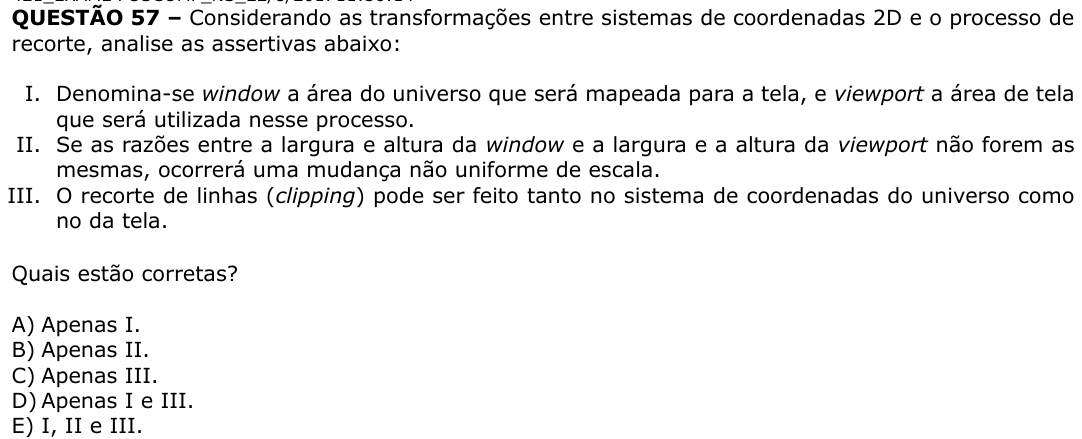 QUESTÃO 57 – Considerando as transformações entre sistemas de coordenadas 2D e o processo de
recorte, analise as assertivas abaixo:
I. Denomina-se window a área do universo que será mapeada para a tela, e viewport a área de tela
que será utilizada nesse processo.
II. Se as razões entre a largura e altura da window e a largura e a altura da viewport não forem as
mesmas, ocorrerá uma mudança não uniforme de escala.
III. O recorte de linhas (clipping) pode ser feito tanto no sistema de coordenadas do universo como
no da tela.
Quais estão corretas?
A) Apenas I.
B) Apenas II.
C) Apenas III.
D) Apenas I e III.
E) I, II e III.